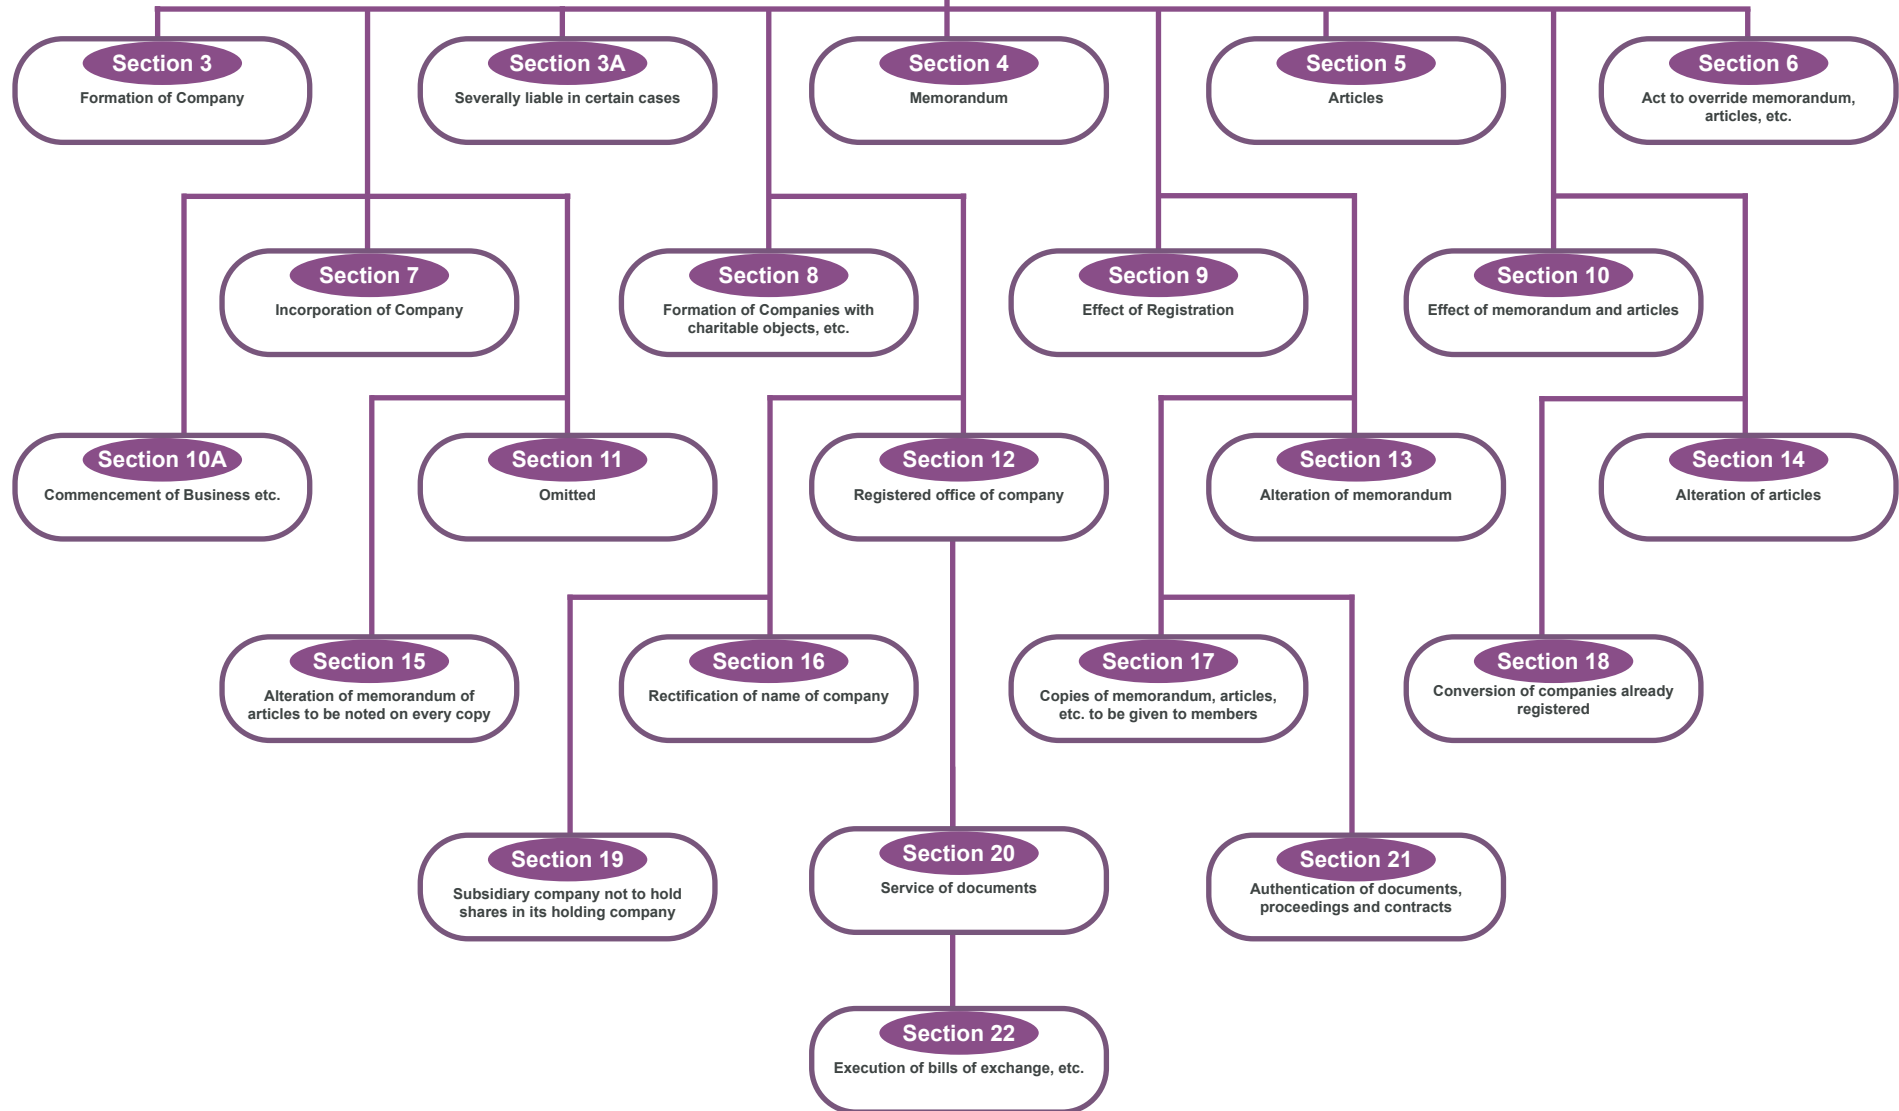 Section 3
Formation of Company
Section 3A
Severally liable in certain cases
Section 4
Memorandum
Section 5
Articles
Section 6
Act to override memorandum,
articles, etc.
Section 7
Incorporation of Company
Section 8
Formation of Companies with
charitable objects, etc.
Section 9
Effect of Registration
Section 10
Effect of memorandum and articles
Section 10A
Commencement of Business etc.
Section 11
Omitted
Section 12
Registered office of company
Section 13
Alteration of memorandum
Section 14
Alteration of articles
Section 15
Alteration of memorandum of
articles to be noted on every copy
Section 16
Rectification of name of company
Section 17
Copies of memorandum, articles,
etc. to be given to members
Section 18
Conversion of companies already
registered
Section 19
Subsidiary company not to hold
shares in its holding company
Section 20
Service of documents
Section 21
Authentication of documents,
proceedings and contracts
Section 22
Execution of bills of exchange, etc.